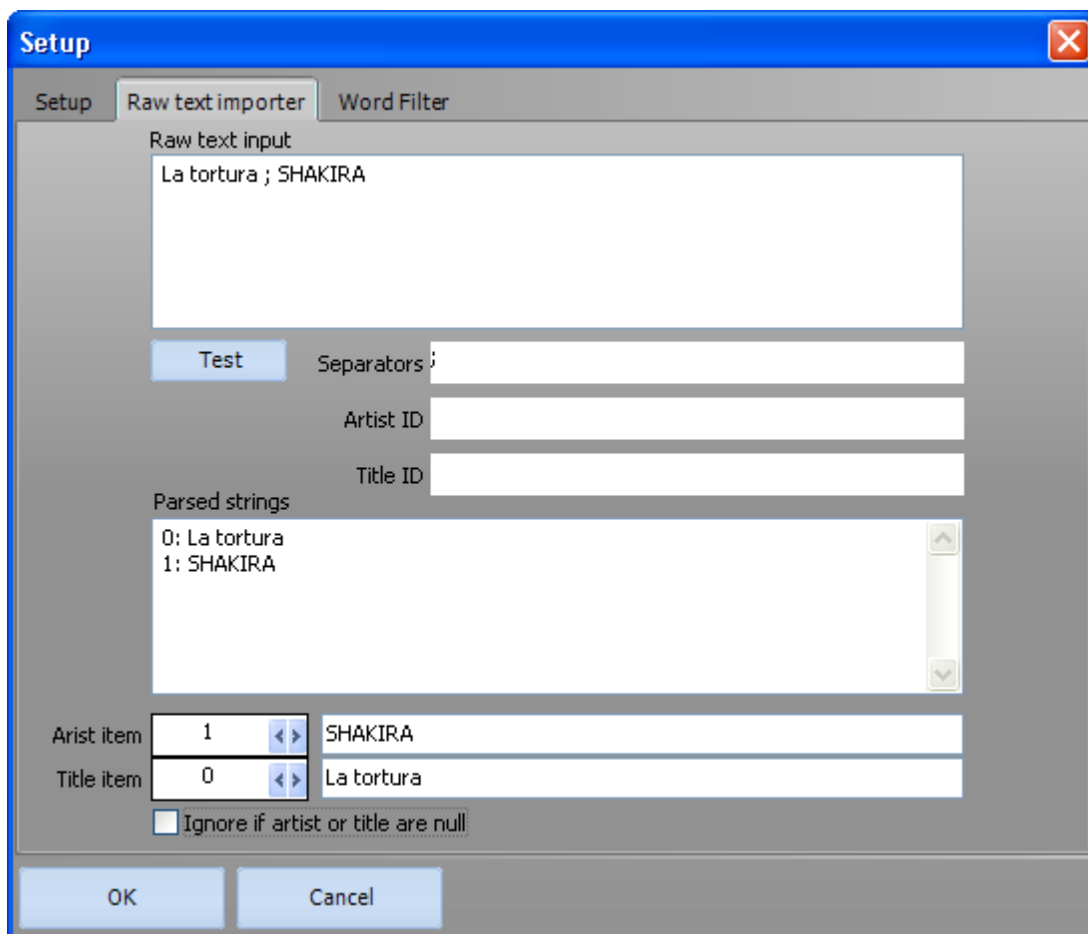 Setup
Setup Raw text importer Word Filter
Raw text input
La tortura ; SHAKIRA
Test Separators ;
Artist ID
Title ID
Parsed strings
0: La tortura
1: SHAKIRA
Arist item 1 SHAKIRA
Title item 0 La tortura
Ignore if artist or title are null
OK Cancel